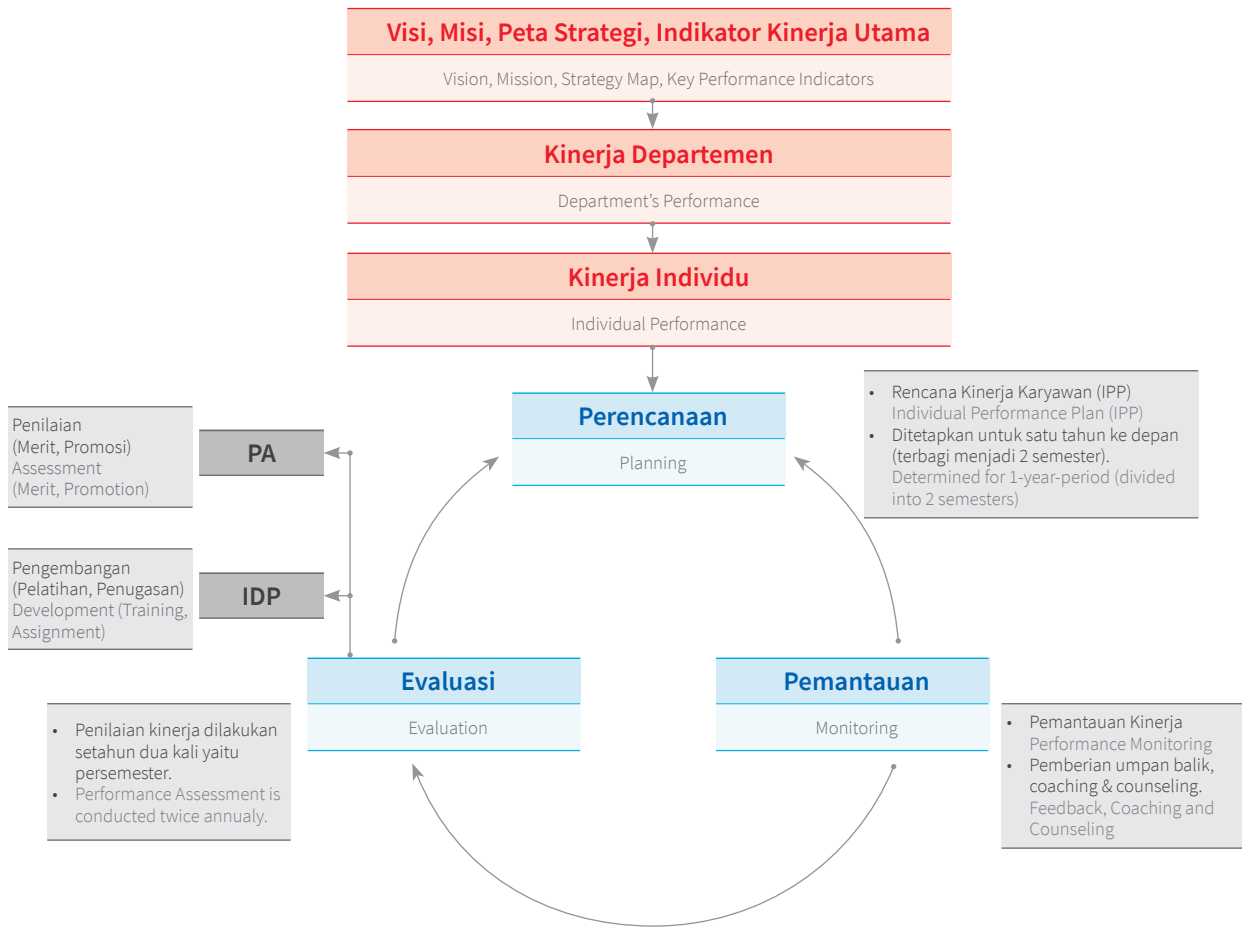 Visi, Misi, Peta Strategi, Indikator Kinerja Utama
Vision, Mission, Strategy Map, Key Performance Indicators
Kinerja Departemen
Department's Performance
Kinerja Individu
Individual Performance
Perencanaan
Planning
• Rencana Kinerja Karyawan (IPP)
Individual Performance Plan (IPP)
• Ditetapkan untuk satu tahun ke depan
(terbagi menjadi 2 semester).
Determined for 1-year-period (divided
into 2 semesters)
Penilaian
(Merit, Promosi)
Assessment
(Merit, Promotion)
PA
Pengembangan
(Pelatihan, Penugasan)
Development (Training,
Assignment)
IDP
Evaluasi
Evaluation
Pemantauan
Monitoring
• Penilaian kinerja dilakukan
setahun dua kali yaitu
persemester.
• Performance Assessment is
conducted twice annualy.
• Pemantauan Kinerja
Performance Monitoring
• Pemberian umpan balik,
coaching & counseling.
Feedback, Coaching and
Counseling